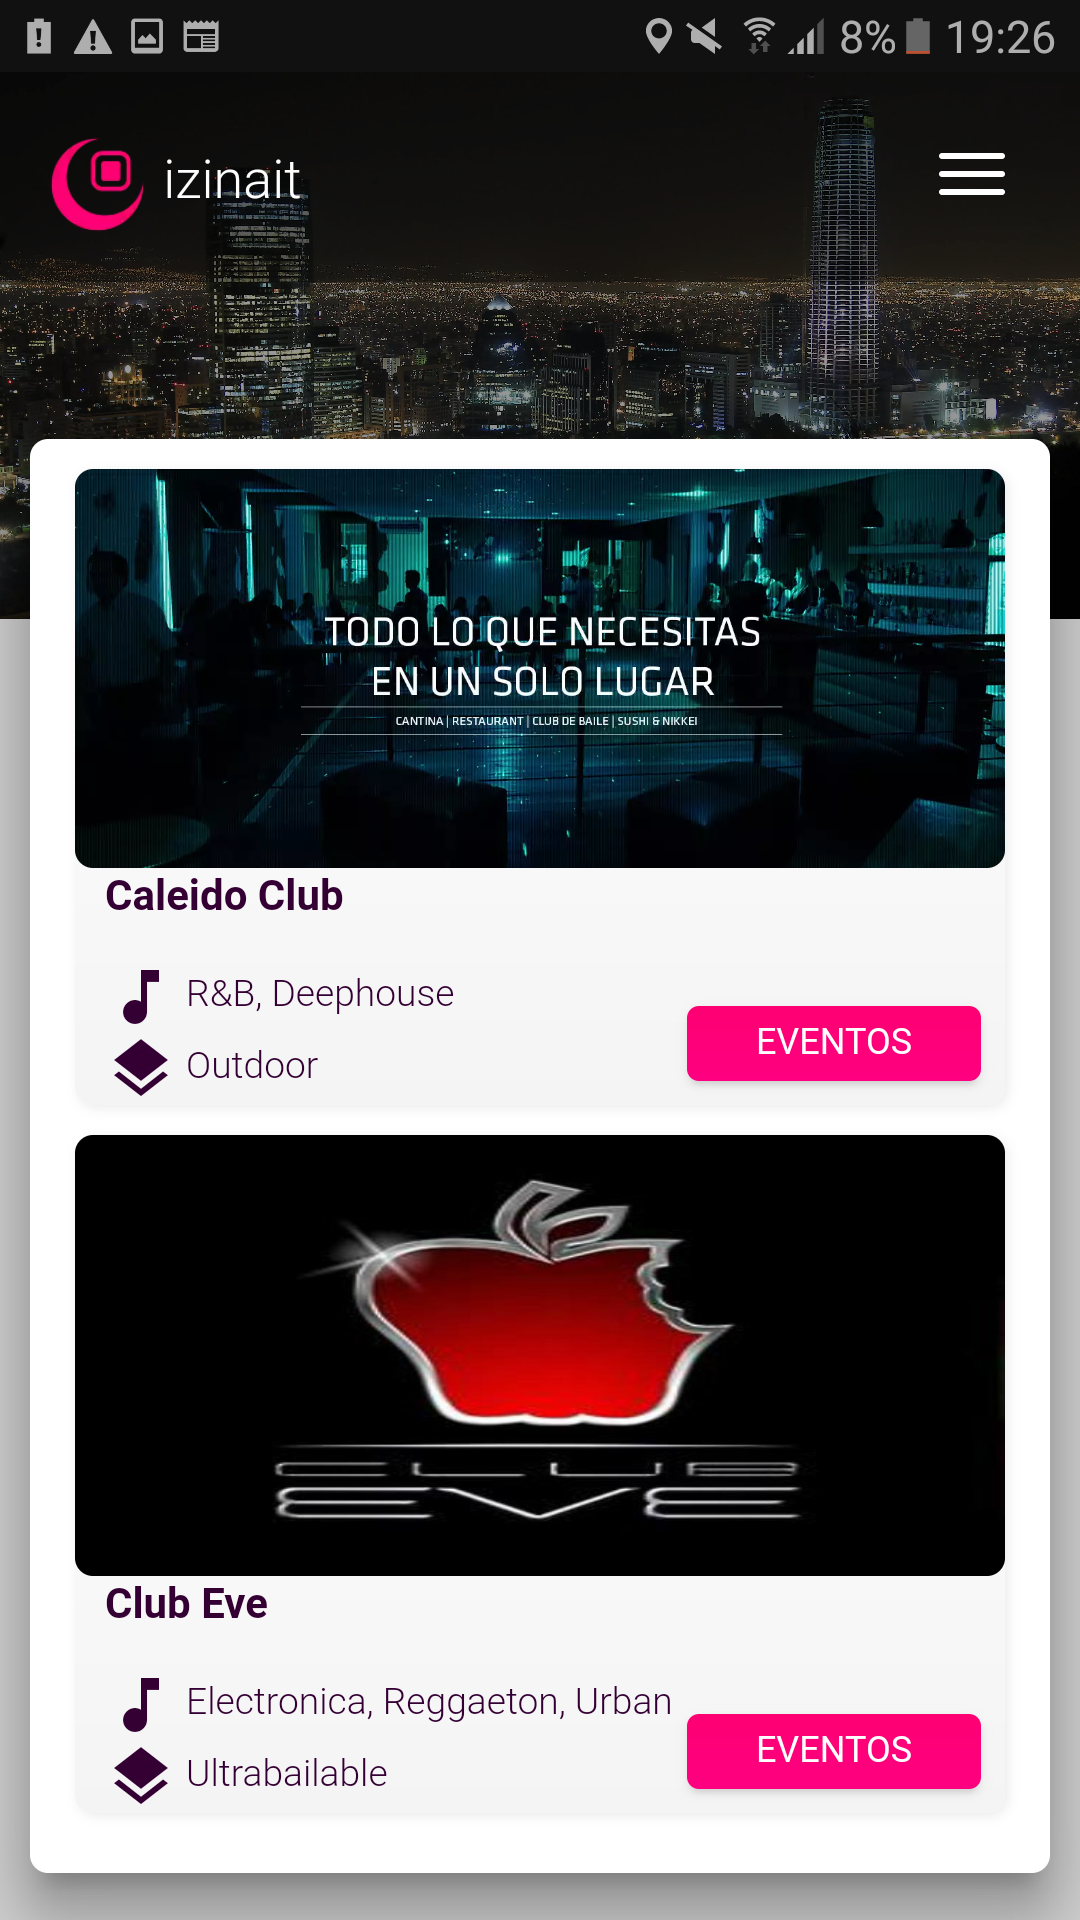 8% 19:26
izinait
TODO LO QUE NECESITAS
EN UN SOLO LUGAR
CANTINA | RESTAURANT | CLUB DE BAILE | SUSHI & NIKKEI
Caleido Club
R&B, Deephouse
Outdoor
EVENTOS
CLUB
EVE
Club Eve
Electronica, Reggaeton, Urban
Ultrabailable
EVENTOS